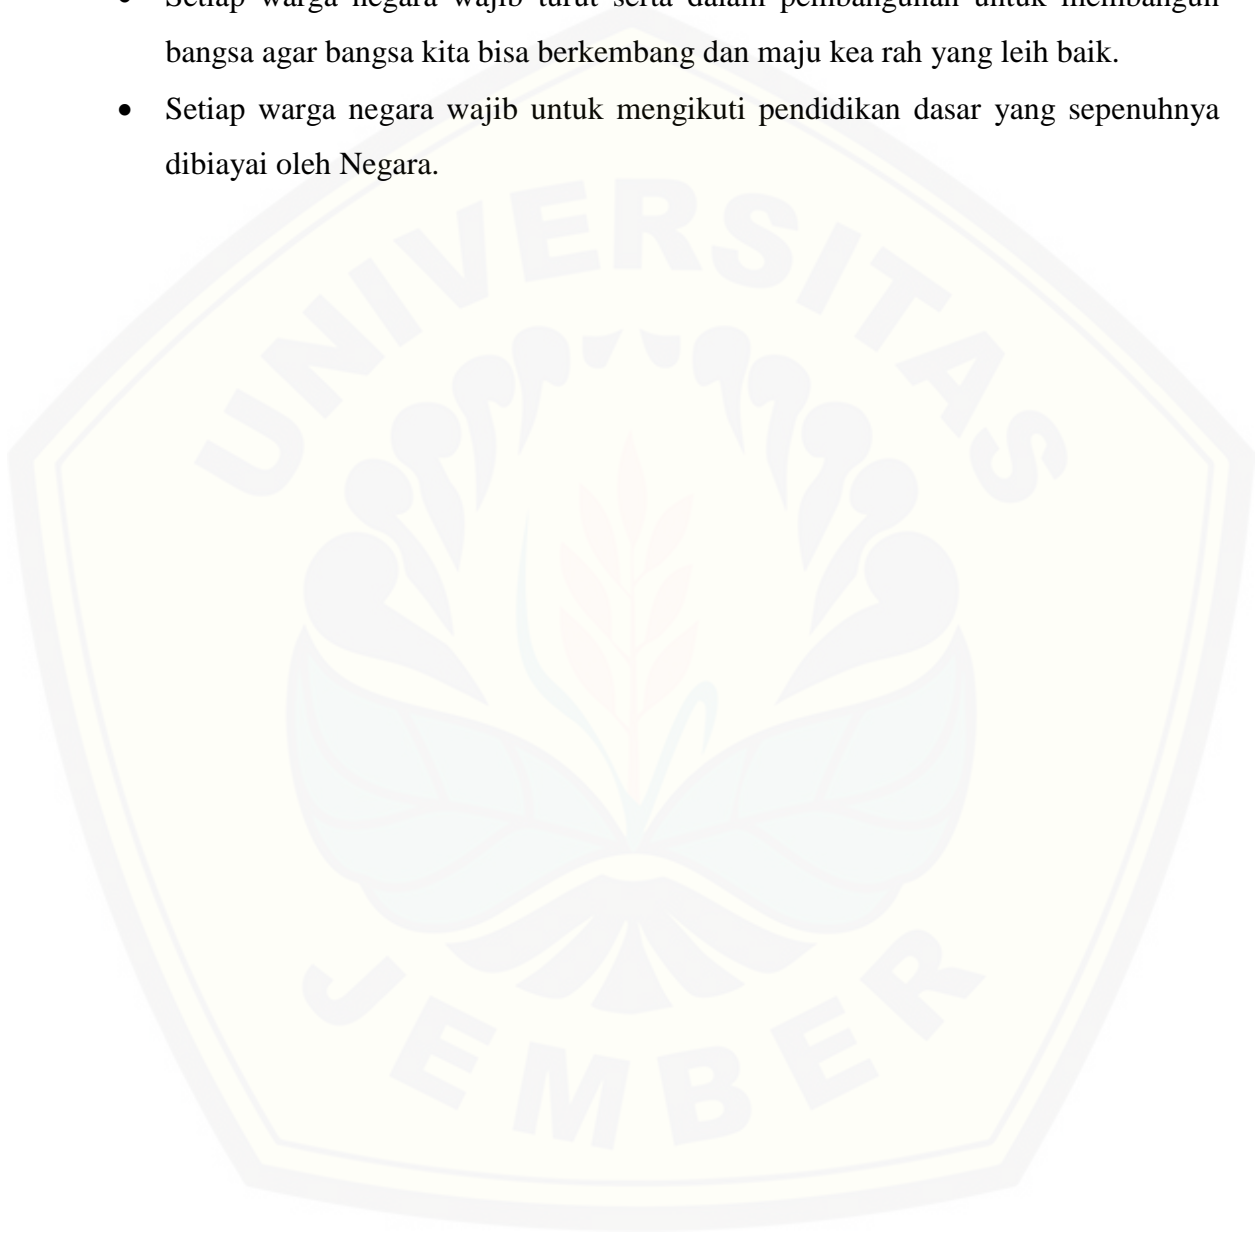 • Setiap warga negara wajib turut serta dalam pembangunan untuk membangun
bangsa agar bangsa kita bisa berkembang dan maju kea rah yang leih baik.
• Setiap warga negara wajib untuk mengikuti pendidikan dasar yang sepenuhnya
dibiayai oleh Negara.
UNIVERSITAS
JEMBER